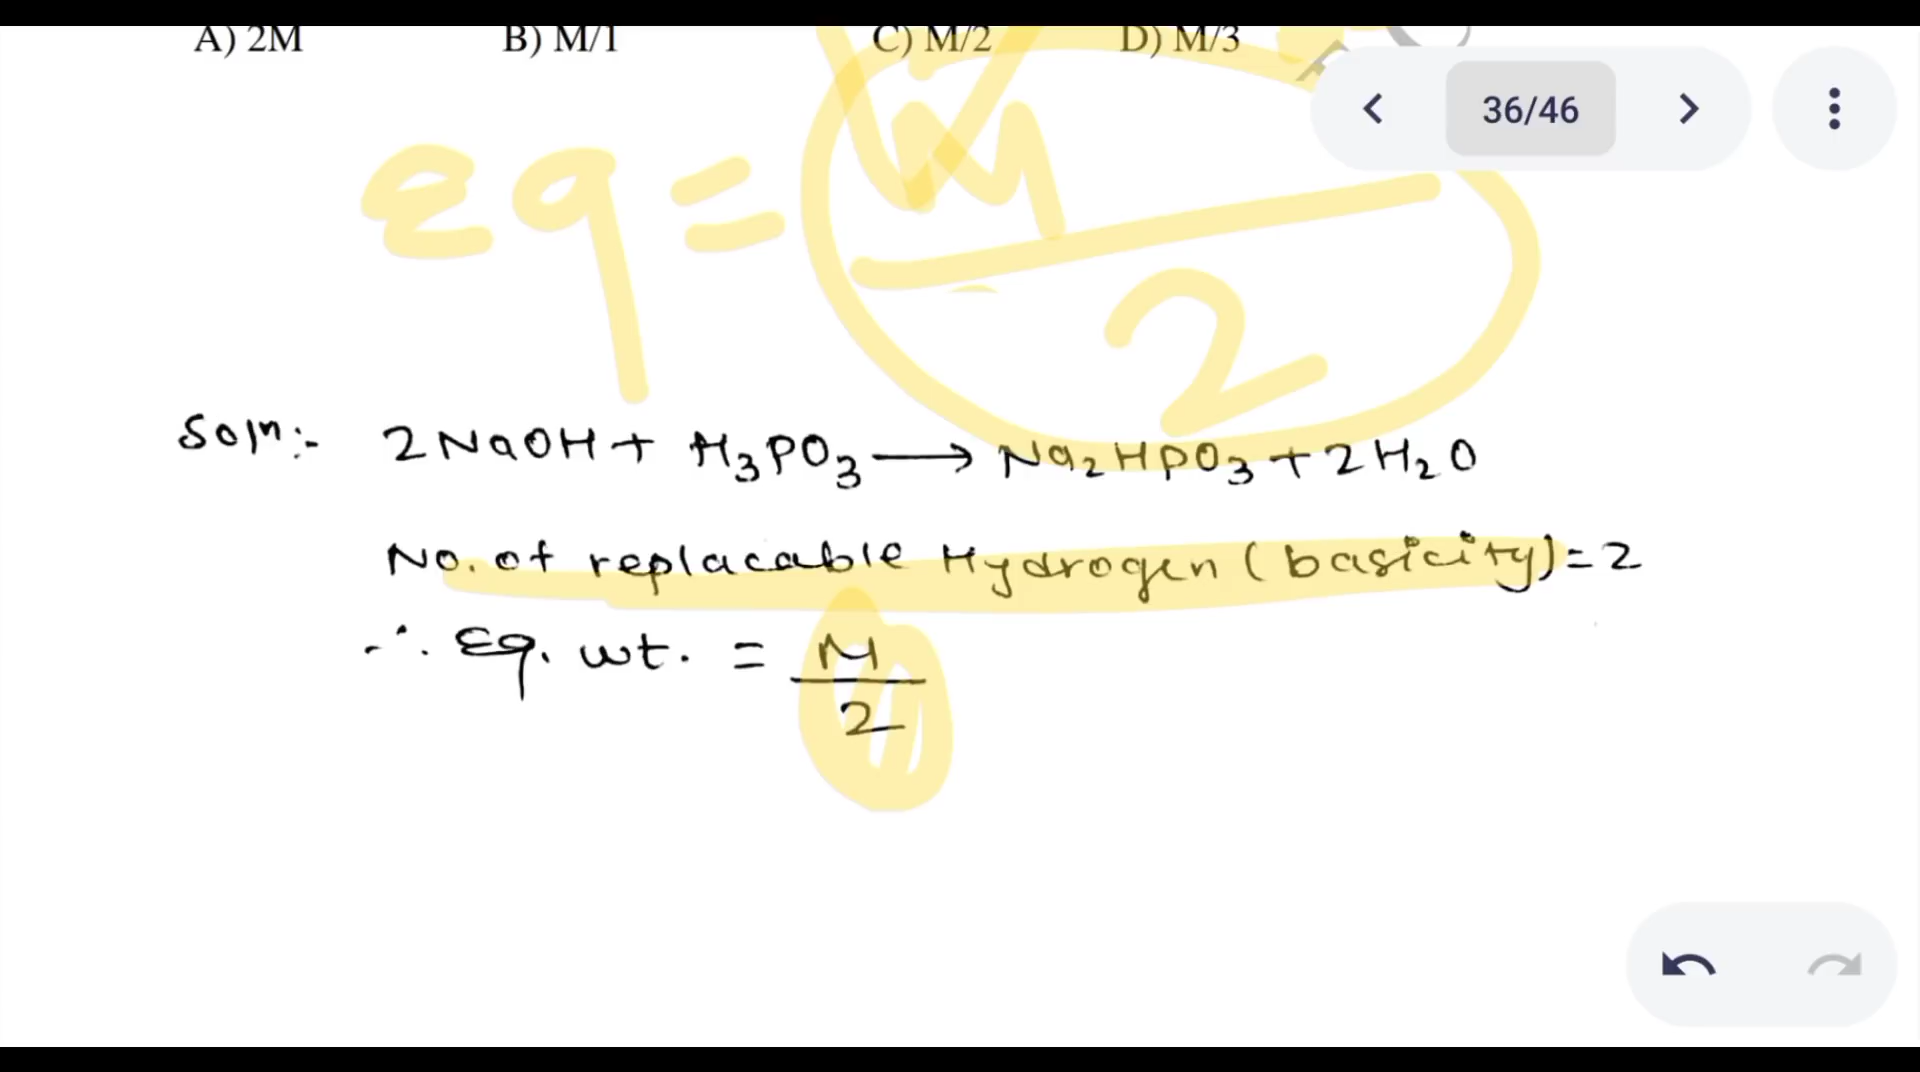 A) 2M B) M/1 C) M/2 D) M/3
36/46
Eq = M/2
Soln:- 2NaOH + H₃PO₃ → Na₂HPO₃ + 2H₂O
No. of replacable Hydrogen (basicity) = 2
∴ Eq. wt. = M/2